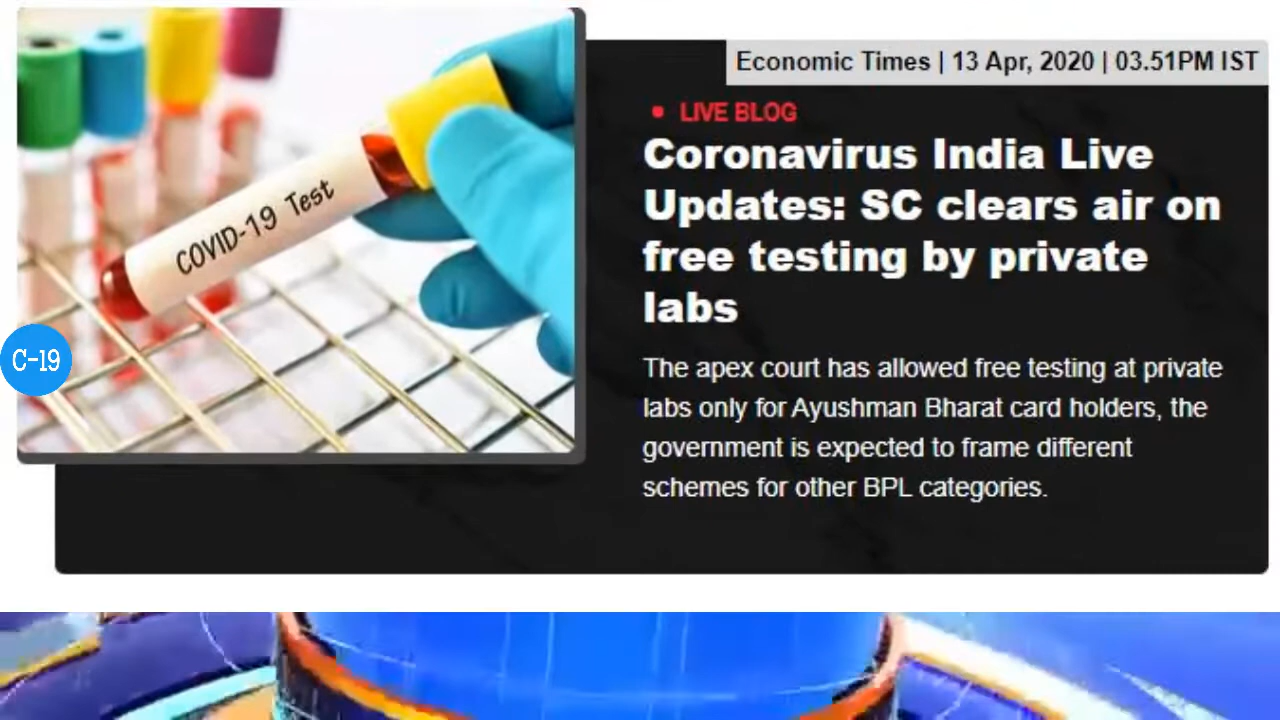 Economic Times | 13 Apr, 2020 | 03.51PM IST
• LIVE BLOG
Coronavirus India Live
Updates: SC clears air on
free testing by private
labs
The apex court has allowed free testing at private
labs only for Ayushman Bharat card holders, the
government is expected to frame different
schemes for other BPL categories.
COVID-19 Test
C-19